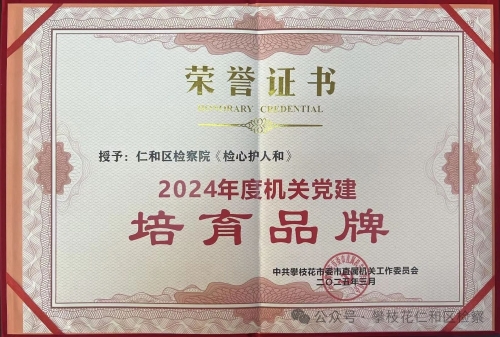 荣誉证书
HONORARY CREDENTIAL
授予：仁和区检察院《检心护人和》
2024年度机关党建
培育品牌
中共攀枝花市委市直属机关工作委员会
二〇二五年三月
公众号 · 攀枝花仁和区检察